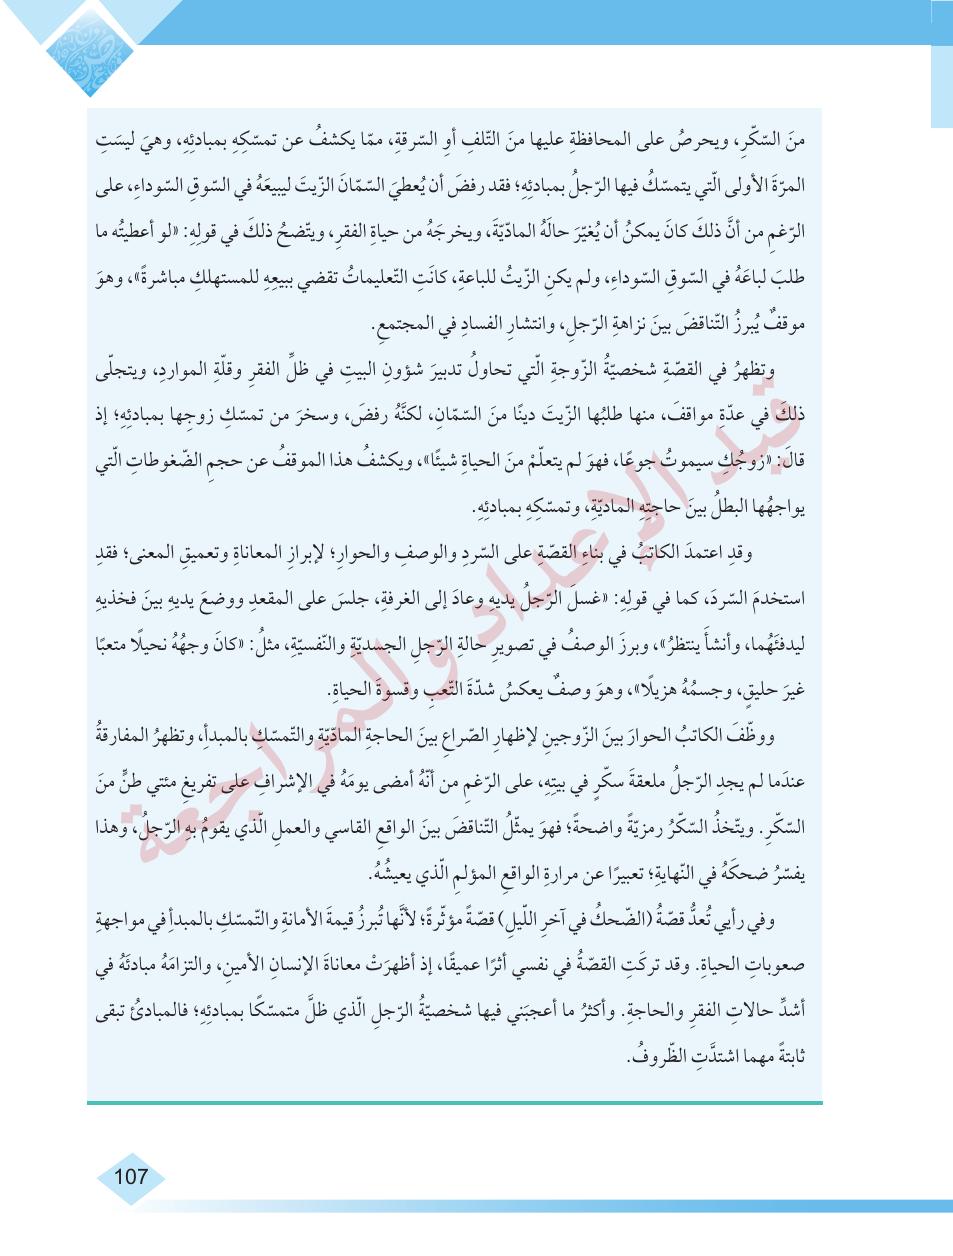 منَ السّكّرِ، ويحرصُ على المحافظةِ عليها منَ التّلفِ أوِ السّرقةِ، ممّا يكشفُ عن تمسّكِهِ بمبادئِهِ، وهيَ ليسَتِ
المرّةَ الأولى الّتي يتمسّكُ فيها الرّجلُ بمبادئِهِ؛ فقد رفضَ أن يُعطيَ السّمّانَ الزّيتَ ليبيعَهُ في السّوقِ السّوداءِ، على
الرّغمِ من أنَّ ذلكَ كانَ يمكنُ أن يُغيّرَ حالَهُ المادّيّةَ، ويخرجَهُ من حياةِ الفقرِ، ويتّضحُ ذلكَ في قولِهِ: «لو أعطيتُه ما
طلبَ لباعَهُ في السّوقِ السّوداءِ، ولم يكنِ الزّيتُ للباعةِ، كانَتِ التّعليماتُ تقضي ببيعِهِ للمستهلكِ مباشرةً»، وهوَ
موقفٌ يُبرزُ التّناقضَ بينَ نزاهةِ الرّجلِ، وانتشارِ الفسادِ في المجتمعِ.
وتظهرُ في القصّةِ شخصيّةُ الزّوجةِ الّتي تحاولُ تدبيرَ شؤونِ البيتِ في ظلِّ الفقرِ وقلّةِ المواردِ، ويتجلّى
ذلكَ في عدّةِ مواقفَ، منها طلبُها الزّيتَ دينًا منَ السّمّانِ، لكنَّهُ رفضَ، وسخرَ من تمسّكِ زوجِها بمبادئِهِ؛ إذ
قالَ: «زوجُكِ سيموتُ جوعًا، فهوَ لم يتعلّمْ منَ الحياةِ شيئًا»، ويكشفُ هذا الموقفُ عن حجمِ الضّغوطاتِ الّتي
يواجهُها البطلُ بينَ حاجتِهِ الماديّةِ، وتمسّكِهِ بمبادئِهِ.
وقدِ اعتمدَ الكاتبُ في بناءِ القصّةِ على السّردِ والوصفِ والحوارِ؛ لإبرازِ المعاناةِ وتعميقِ المعنى؛ فقدِ
استخدمَ السّردَ، كما في قولِهِ: «غسلَ الرّجلُ يديهِ وعادَ إلى الغرفةِ، جلسَ على المقعدِ ووضعَ يديهِ بينَ فخذيهِ
ليدفئَهُما، وأنشأَ ينتظرُ»، وبرزَ الوصفُ في تصويرِ حالةِ الرّجلِ الجسديّةِ والنّفسيّةِ، مثلُ: «كانَ وجهُهُ نحيلًا متعبًا
غيرَ حليقٍ، وجسمُهُ هزيلًا»، وهوَ وصفٌ يعكسُ شدّةَ التّعبِ وقسوةَ الحياةِ.
ووظّفَ الكاتبُ الحوارَ بينَ الزّوجينِ لإظهارِ الصّراعِ بينَ الحاجةِ المادّيّةِ والتّمسّكِ بالمبدأِ، وتظهرُ المفارقةُ
عندَما لم يجدِ الرّجلُ ملعقةَ سكّرٍ في بيتِهِ، على الرّغمِ من أنّهُ أمضى يومَهُ في الإشرافِ على تفريغِ مئتي طنٍّ منَ
السّكّرِ. ويتّخذُ السّكّرُ رمزيّةً واضحةً؛ فهوَ يمثّلُ التّناقضَ بينَ الواقعِ القاسي والعملِ الّذي يقومُ بهِ الرّجلُ، وهذا
يفسّرُ ضحكَهُ في النّهايةِ؛ تعبيرًا عن مرارةِ الواقعِ المؤلمِ الّذي يعيشُهُ.
وفي رأيي تُعدُّ قصّةُ (الضّحكُ في آخرِ اللّيلِ) قصّةً مؤثّرةً؛ لأنَّها تُبرزُ قيمةَ الأمانةِ والتّمسّكِ بالمبدأِ في مواجهةِ
صعوباتِ الحياةِ. وقد تركَتِ القصّةُ في نفسي أثرًا عميقًا، إذ أظهرَتْ معاناةَ الإنسانِ الأمينِ، والتزامَهُ مبادئَهُ في
أشدِّ حالاتِ الفقرِ والحاجةِ. وأكثرُ ما أعجبَني فيها شخصيّةُ الرّجلِ الّذي ظلَّ متمسّكًا بمبادئِهِ؛ فالمبادئُ تبقى
ثابتةً مهما اشتدَّتِ الظّروفُ.
قيد الإعداد والمراجعة
107